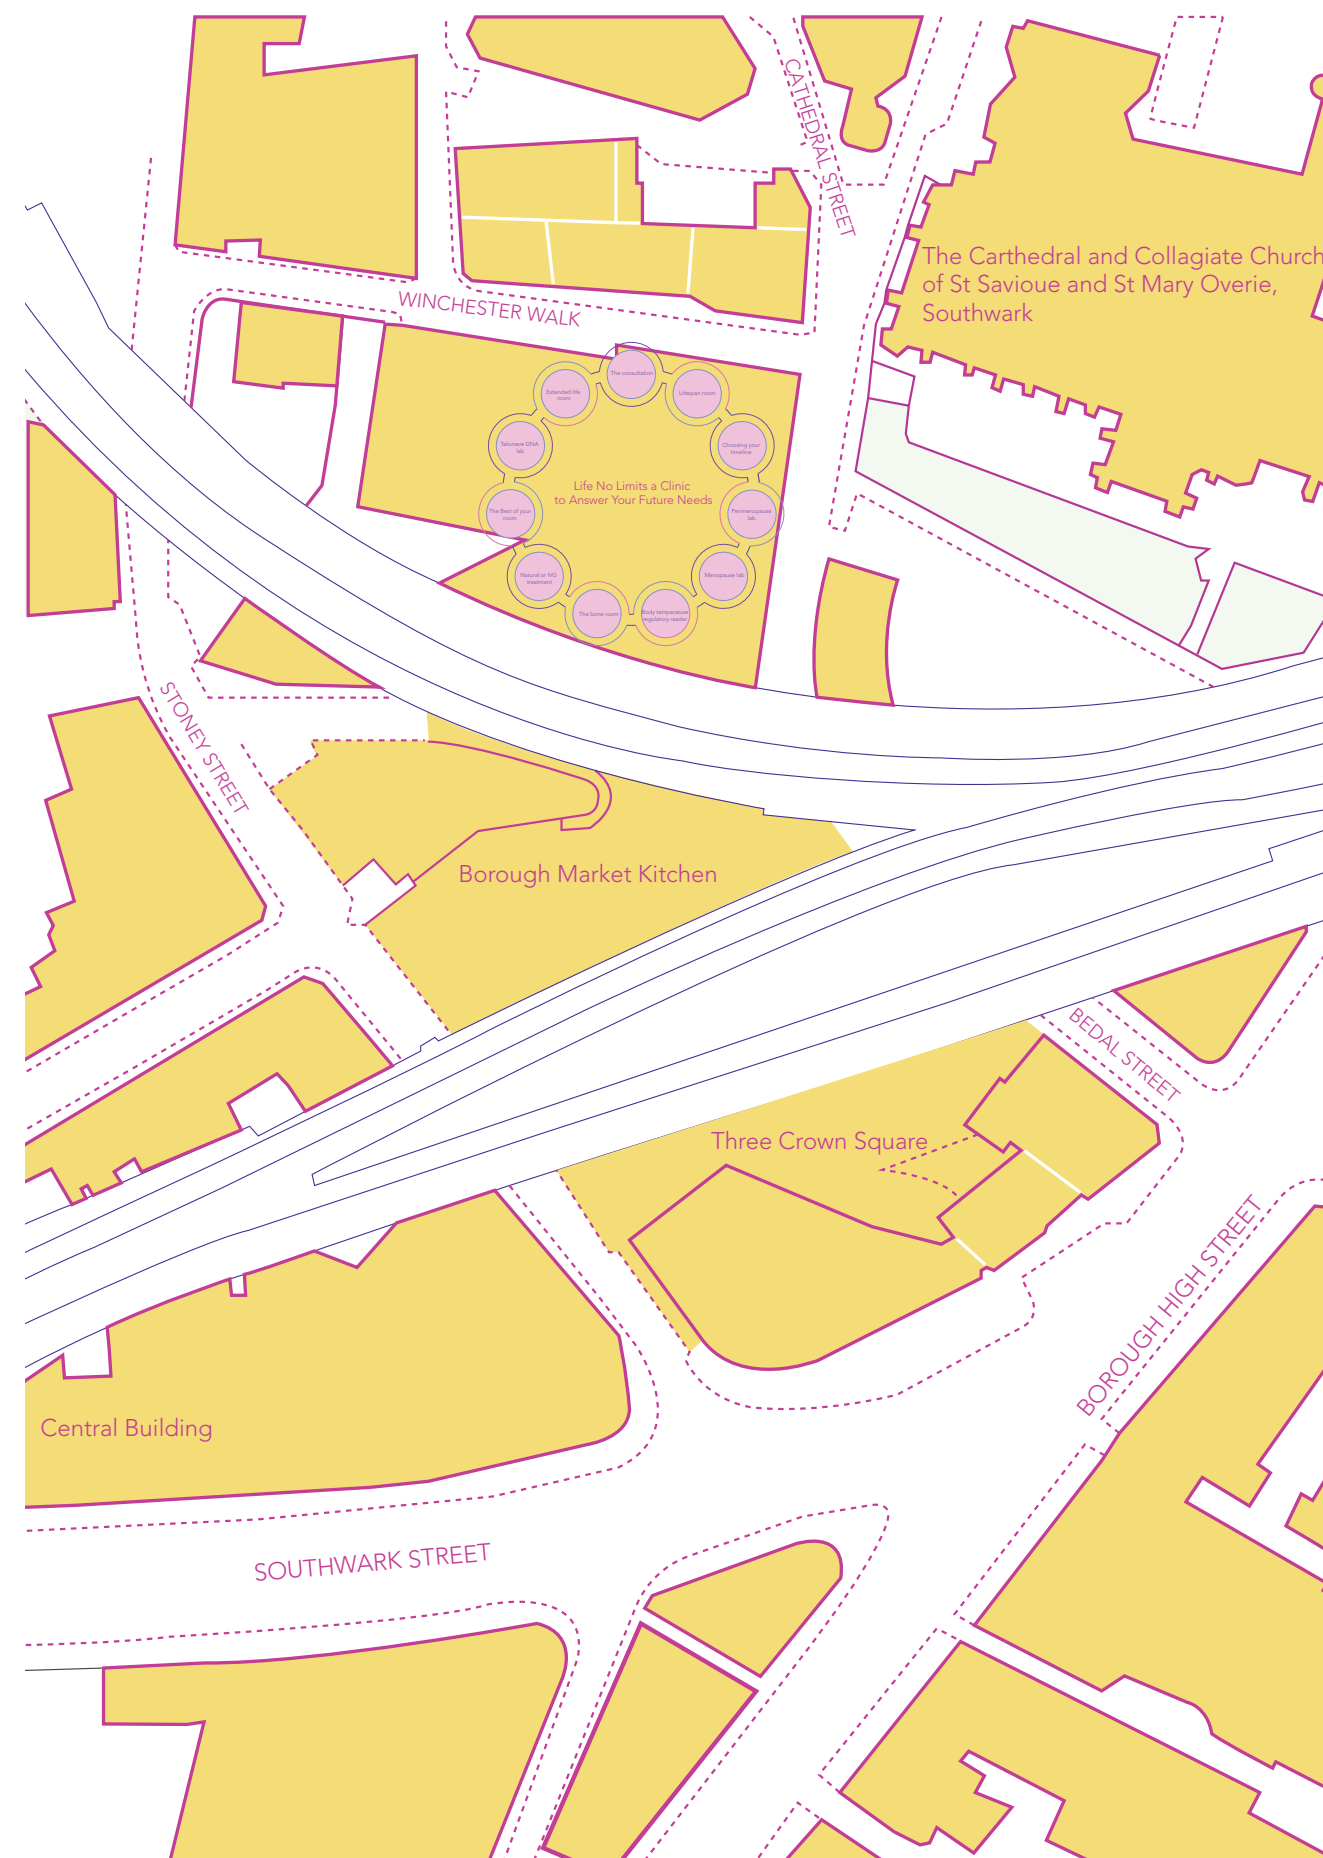 CATHEDRAL STREET
The Carthedral and Collagiate Church
of St Savioue and St Mary Overie,
Southwark
WINCHESTER WALK
The consultation
Extended life
room
Lifespan room
Telomere DNA
lab
Choosing your
timeline
Life No Limits a Clinic
to Answer Your Future Needs
The Best of your
room
Perimenopause
lab
Natural or IVG
treatment
Menopause lab
The bone room
Body temperature
regulatory reader
STONEY STREET
Borough Market Kitchen
BEDAL STREET
Three Crown Square
BOROUGH HIGH STREET
Central Building
SOUTHWARK STREET